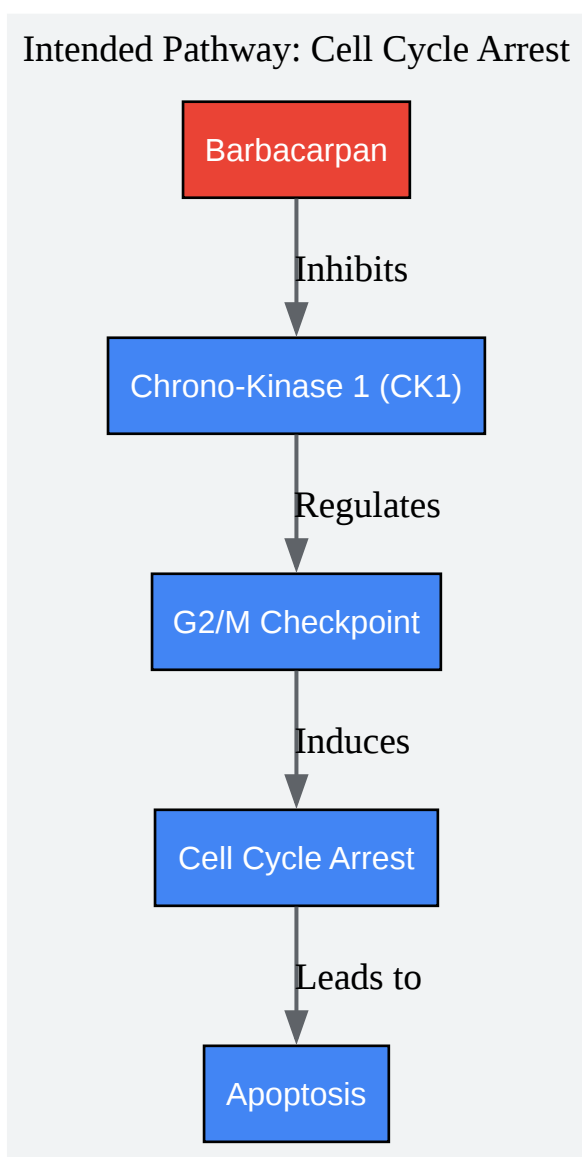 Intended Pathway: Cell Cycle Arrest
Barbacarpan
Inhibits
Chrono-Kinase 1 (CK1)
Regulates
G2/M Checkpoint
Induces
Cell Cycle Arrest
Leads to
Apoptosis